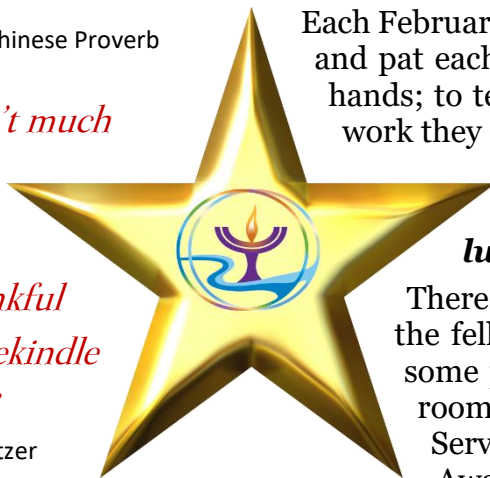 hinese Proverb
't much
nkful
ekindle
tzer
Each Februar
and pat each
hands; to te
work they
lu
There
the fell
some
room
Serv